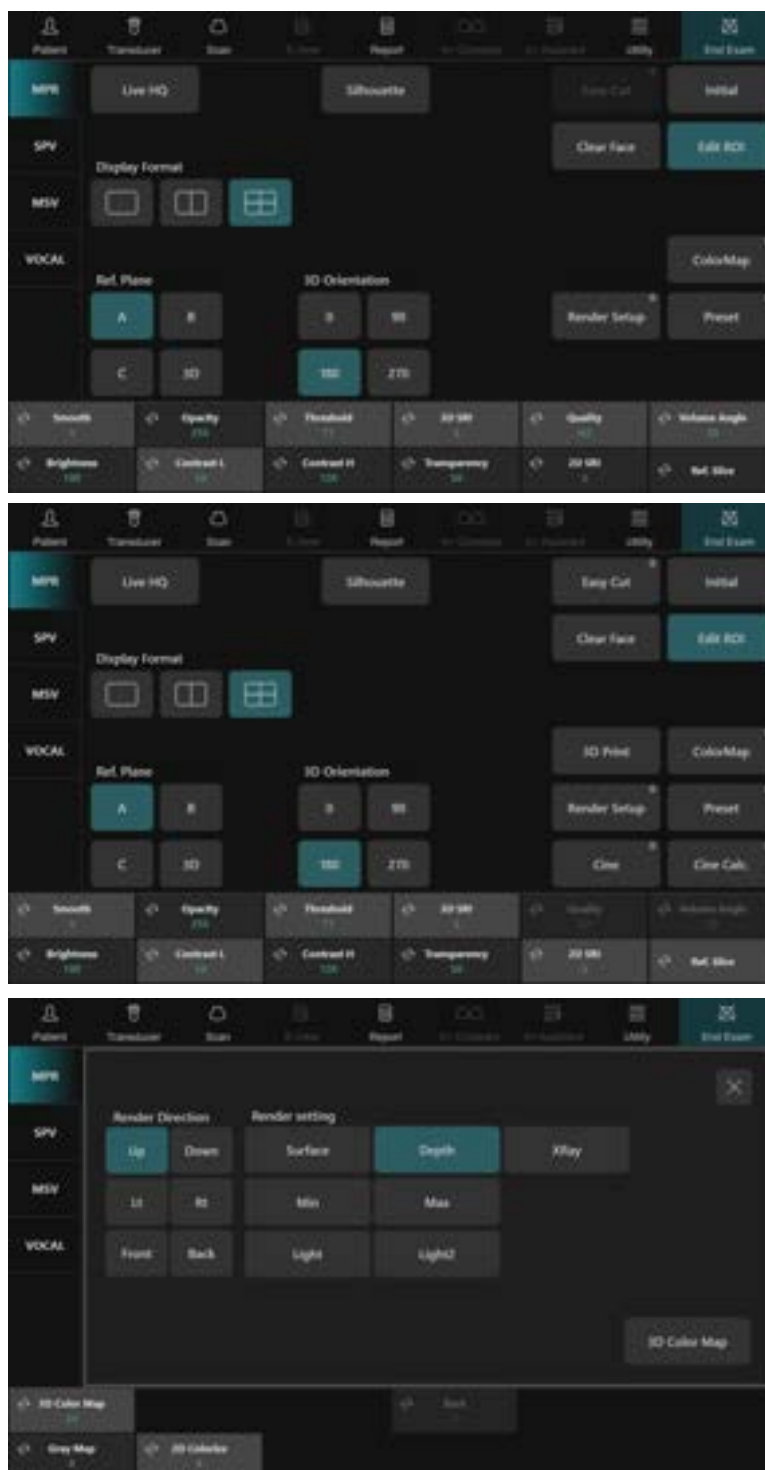 Patient Transducer Scan Report Utility End Exam
MPR Live HQ Silhouette Easy Cut Initial
SPV Clear Face Edit ROI
Display Format
MSV
VOCAL ColorMap
Ref. Plane 3D Orientation
A B 0 90 Render Setup Preset
C 3D 180 270
Smooth Opacity Threshold 3D SRI Quality Volume Angle
Brightness Contrast L Contrast H Transparency 2D SRI Ref. Slice
100
Patient Transducer Scan Report Utility End Exam
MPR Live HQ Silhouette Easy Cut Initial
SPV Clear Face Edit ROI
Display Format
MSV
VOCAL 3D Print ColorMap
Ref. Plane 3D Orientation
A B 0 90 Render Setup Preset
C 3D 180 270 Cine Cine Calc.
Smooth Opacity Threshold 3D SRI Quality Volume Angle
Brightness Contrast L Contrast H Transparency 2D SRI Ref. Slice
100
Patient Transducer Scan Report Utility End Exam
MPR
Render Direction Render setting
SPV Up Down Surface Depth XRay
MSV Lt Rt Min Max
VOCAL Front Back Light Light2
3D Color Map
3D Color Map Back
Gray Map 2D Colorize